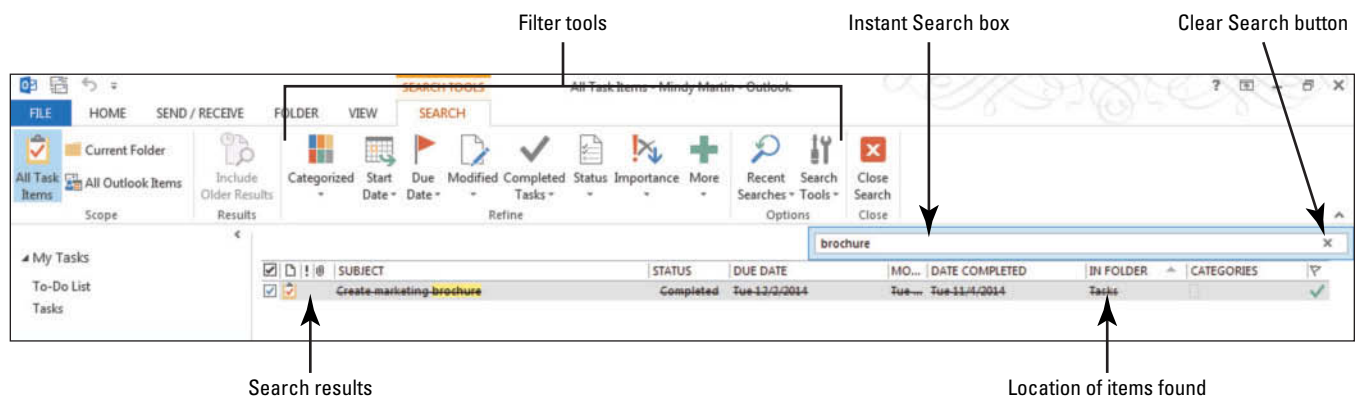 Filter tools Instant Search box Clear Search button
SEARCH TOOLS All Task Items - Mindy Martin - Outlook ?
FILE HOME SEND / RECEIVE FOLDER VIEW SEARCH
All Task Items
Current Folder
All Outlook Items
Scope
Include Older Results
Results
Categorized
Start Date
Due Date
Modified
Completed Tasks
Status
Importance
More
Refine
Recent Searches
Search Tools
Options
Close Search
Close
brochure
My Tasks
To-Do List
Tasks
SUBJECT STATUS DUE DATE MO... DATE COMPLETED IN FOLDER CATEGORIES
Create marketing brochure Completed Tue 12/2/2014 Tue ... Tue 11/4/2014 Tasks
Search results Location of items found